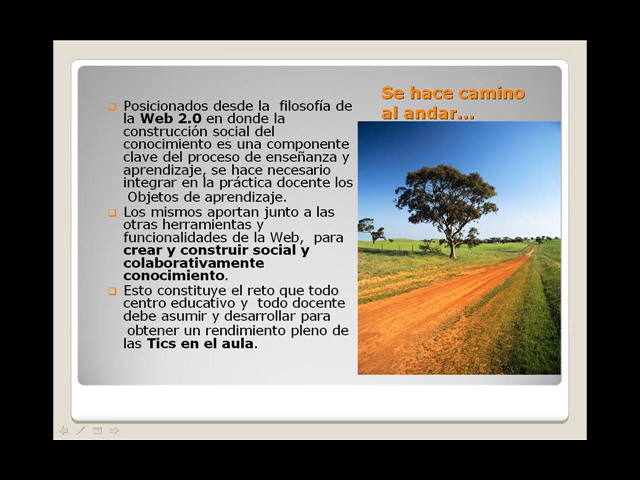 Se hace camino
al andar...
Posicionados desde la filosofía de
la Web 2.0 en donde la
construcción social del
conocimiento es una componente
clave del proceso de enseñanza y
aprendizaje, se hace necesario
integrar en la práctica docente los
Objetos de aprendizaje.
Los mismos aportan junto a las
otras herramientas y
funcionalidades de la Web, para
crear y construir social y
colaborativamente
conocimiento.
Esto constituye el reto que todo
centro educativo y todo docente
debe asumir y desarrollar para
obtener un rendimiento pleno de
las Tics en el aula.